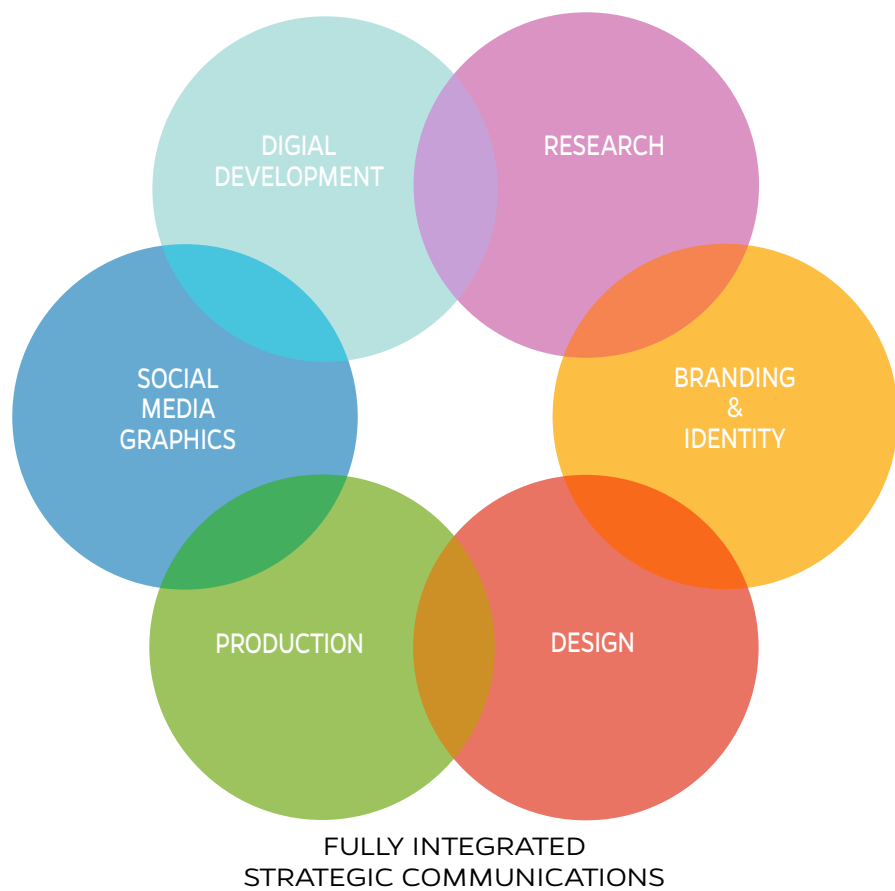 DIGIAL
DEVELOPMENT
RESEARCH
SOCIAL
MEDIA
GRAPHICS
BRANDING
&
IDENTITY
PRODUCTION
DESIGN
FULLY INTEGRATED
STRATEGIC COMMUNICATIONS